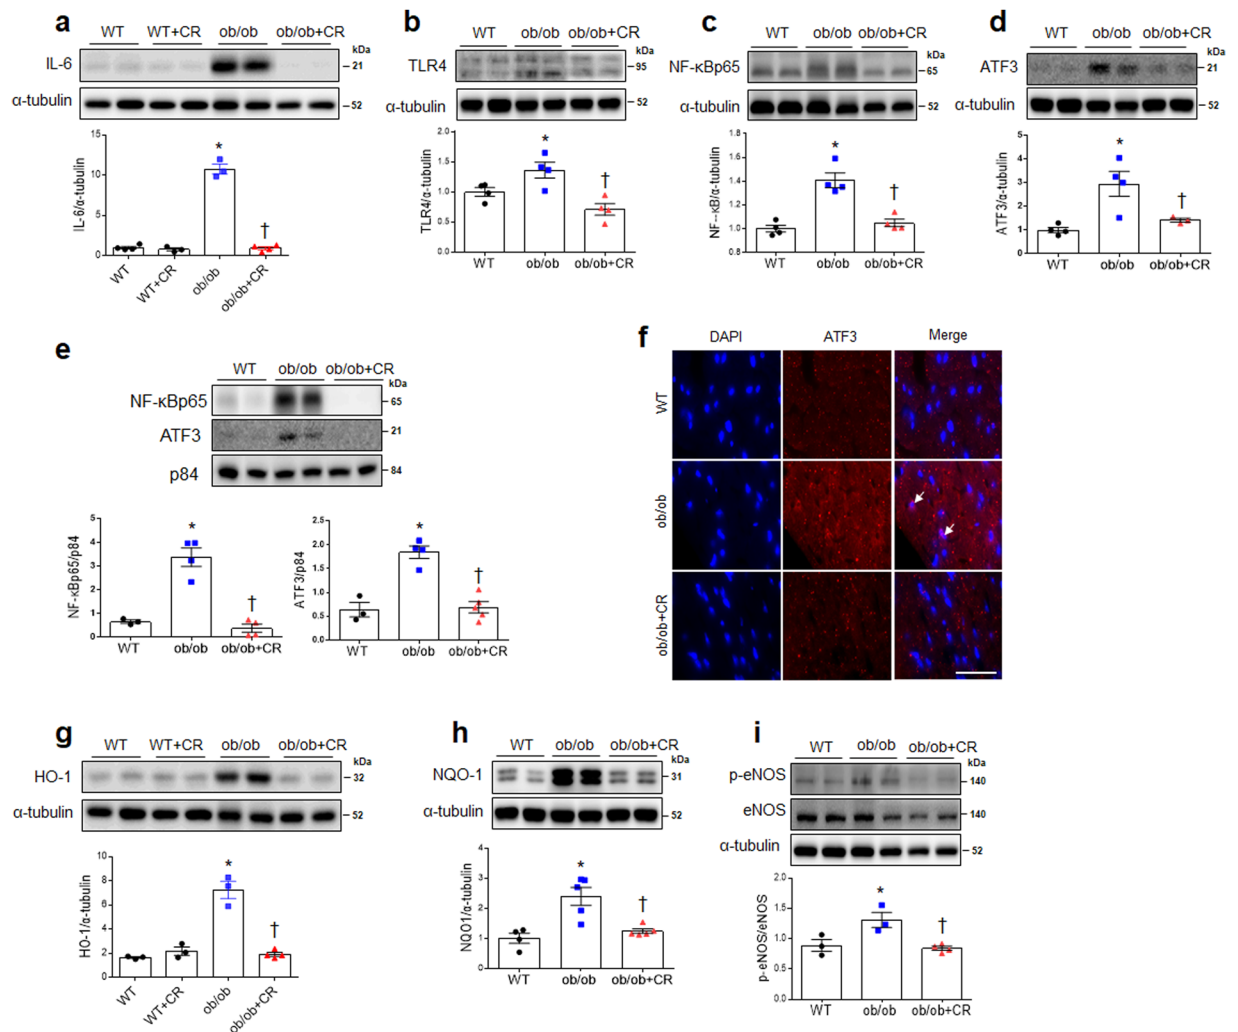 a
WT WT+CR ob/ob ob/ob+CR
kDa
IL-6
21
α-tubulin
52
IL-6/α-tubulin
15
10
5
0
*
†
WT
WT+CR
ob/ob
ob/ob+CR
b
WT ob/ob ob/ob+CR
kDa
TLR4
95
α-tubulin
52
TLR4/α-tubulin
2.0
1.5
1.0
0.5
0.0
*
†
WT ob/ob ob/ob+CR
c
WT ob/ob ob/ob+CR
kDa
NF-κBp65
65
α-tubulin
52
NF-κB/α-tubulin
1.6
1.4
1.2
1.0
0.8
*
†
WT ob/ob ob/ob+CR
d
WT ob/ob ob/ob+CR
kDa
ATF3
21
α-tubulin
52
ATF3/α-tubulin
5
4
3
2
1
0
*
†
WT ob/ob ob/ob+CR
e
WT ob/ob ob/ob+CR
kDa
NF-κBp65
65
ATF3
21
p84
84
NF-κBp65/p84
5
4
3
2
1
0
*
†
WT ob/ob ob/ob+CR
ATF3/p84
2.5
2.0
1.5
1.0
0.5
0.0
*
†
WT ob/ob ob/ob+CR
f
DAPI ATF3 Merge
WT
ob/ob
ob/ob+CR
g
WT WT+CR ob/ob ob/ob+CR
kDa
HO-1
32
α-tubulin
52
HO-1/α-tubulin
10
8
6
4
2
0
*
†
WT
WT+CR
ob/ob
ob/ob+CR
h
WT ob/ob ob/ob+CR
kDa
NQO-1
31
α-tubulin
52
NQO1/α-tubulin
4
3
2
1
0
*
†
WT ob/ob ob/ob+CR
i
WT ob/ob ob/ob+CR
kDa
p-eNOS
140
eNOS
140
α-tubulin
52
p-eNOS/eNOS
2.0
1.5
1.0
0.5
0.0
*
†
WT ob/ob ob/ob+CR